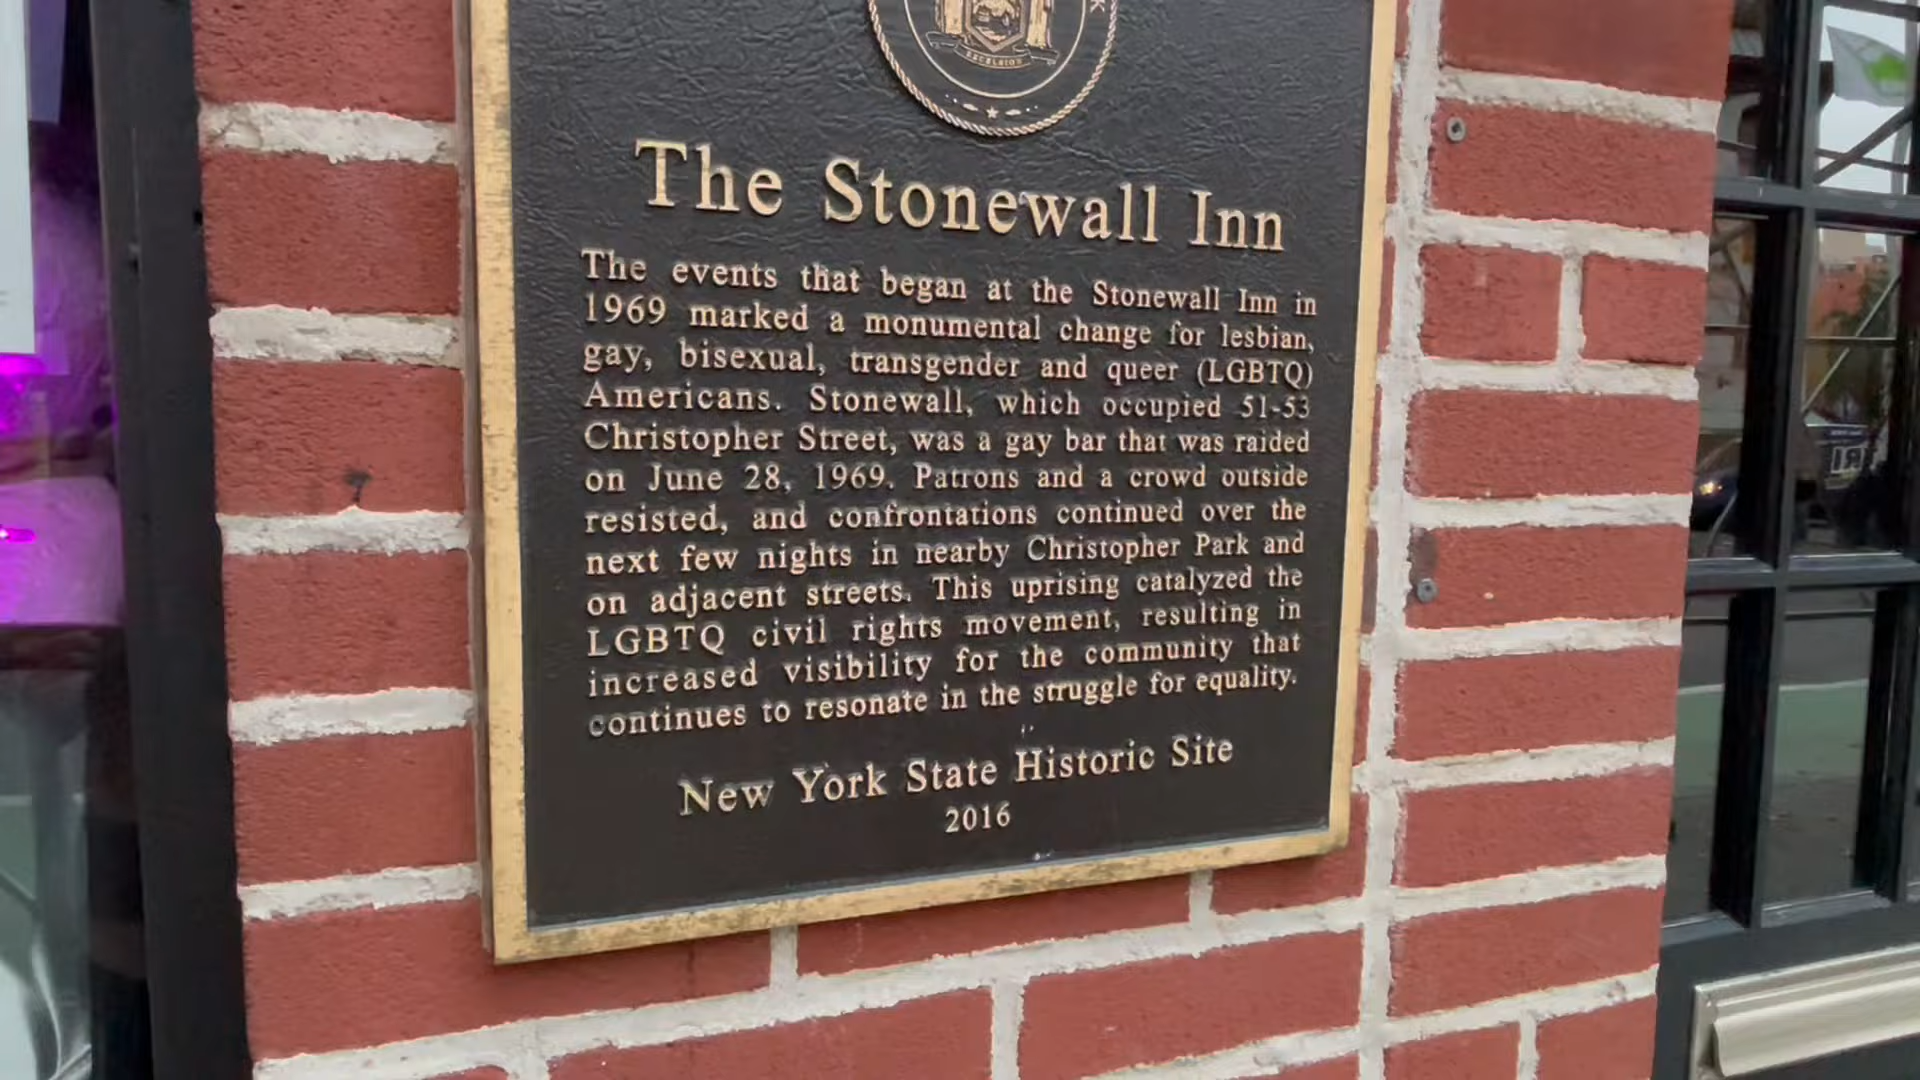 EXCELSIOR
The Stonewall Inn
The events that began at the Stonewall Inn in
1969 marked a monumental change for lesbian,
gay, bisexual, transgender and queer (LGBTQ)
Americans. Stonewall, which occupied 51-53
Christopher Street, was a gay bar that was raided
on June 28, 1969. Patrons and a crowd outside
resisted, and confrontations continued over the
next few nights in nearby Christopher Park and
on adjacent streets. This uprising catalyzed the
LGBTQ civil rights movement, resulting in
increased visibility for the community that
continues to resonate in the struggle for equality.
New York State Historic Site
2016